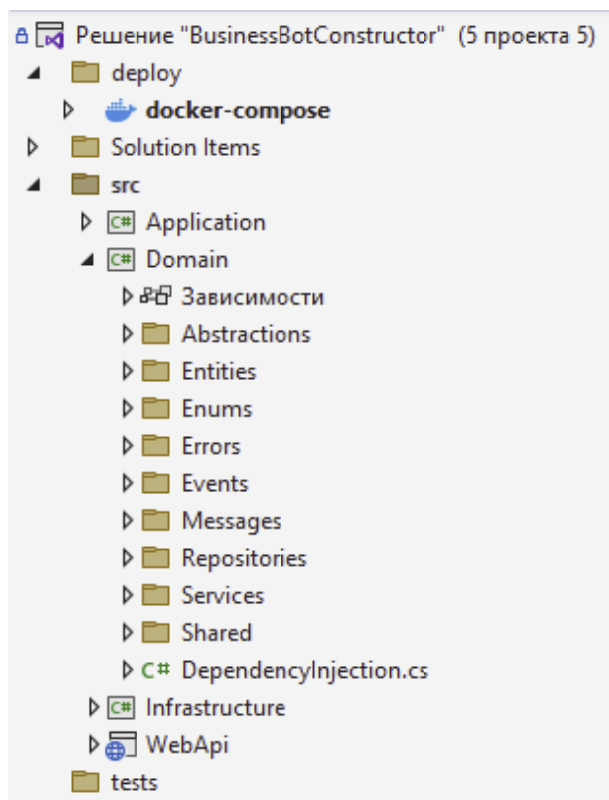 Решение "BusinessBotConstructor" (5 проекта 5)
deploy
docker-compose
Solution Items
src
C# Application
C# Domain
Зависимости
Abstractions
Entities
Enums
Errors
Events
Messages
Repositories
Services
Shared
C# DependencyInjection.cs
C# Infrastructure
WebApi
tests